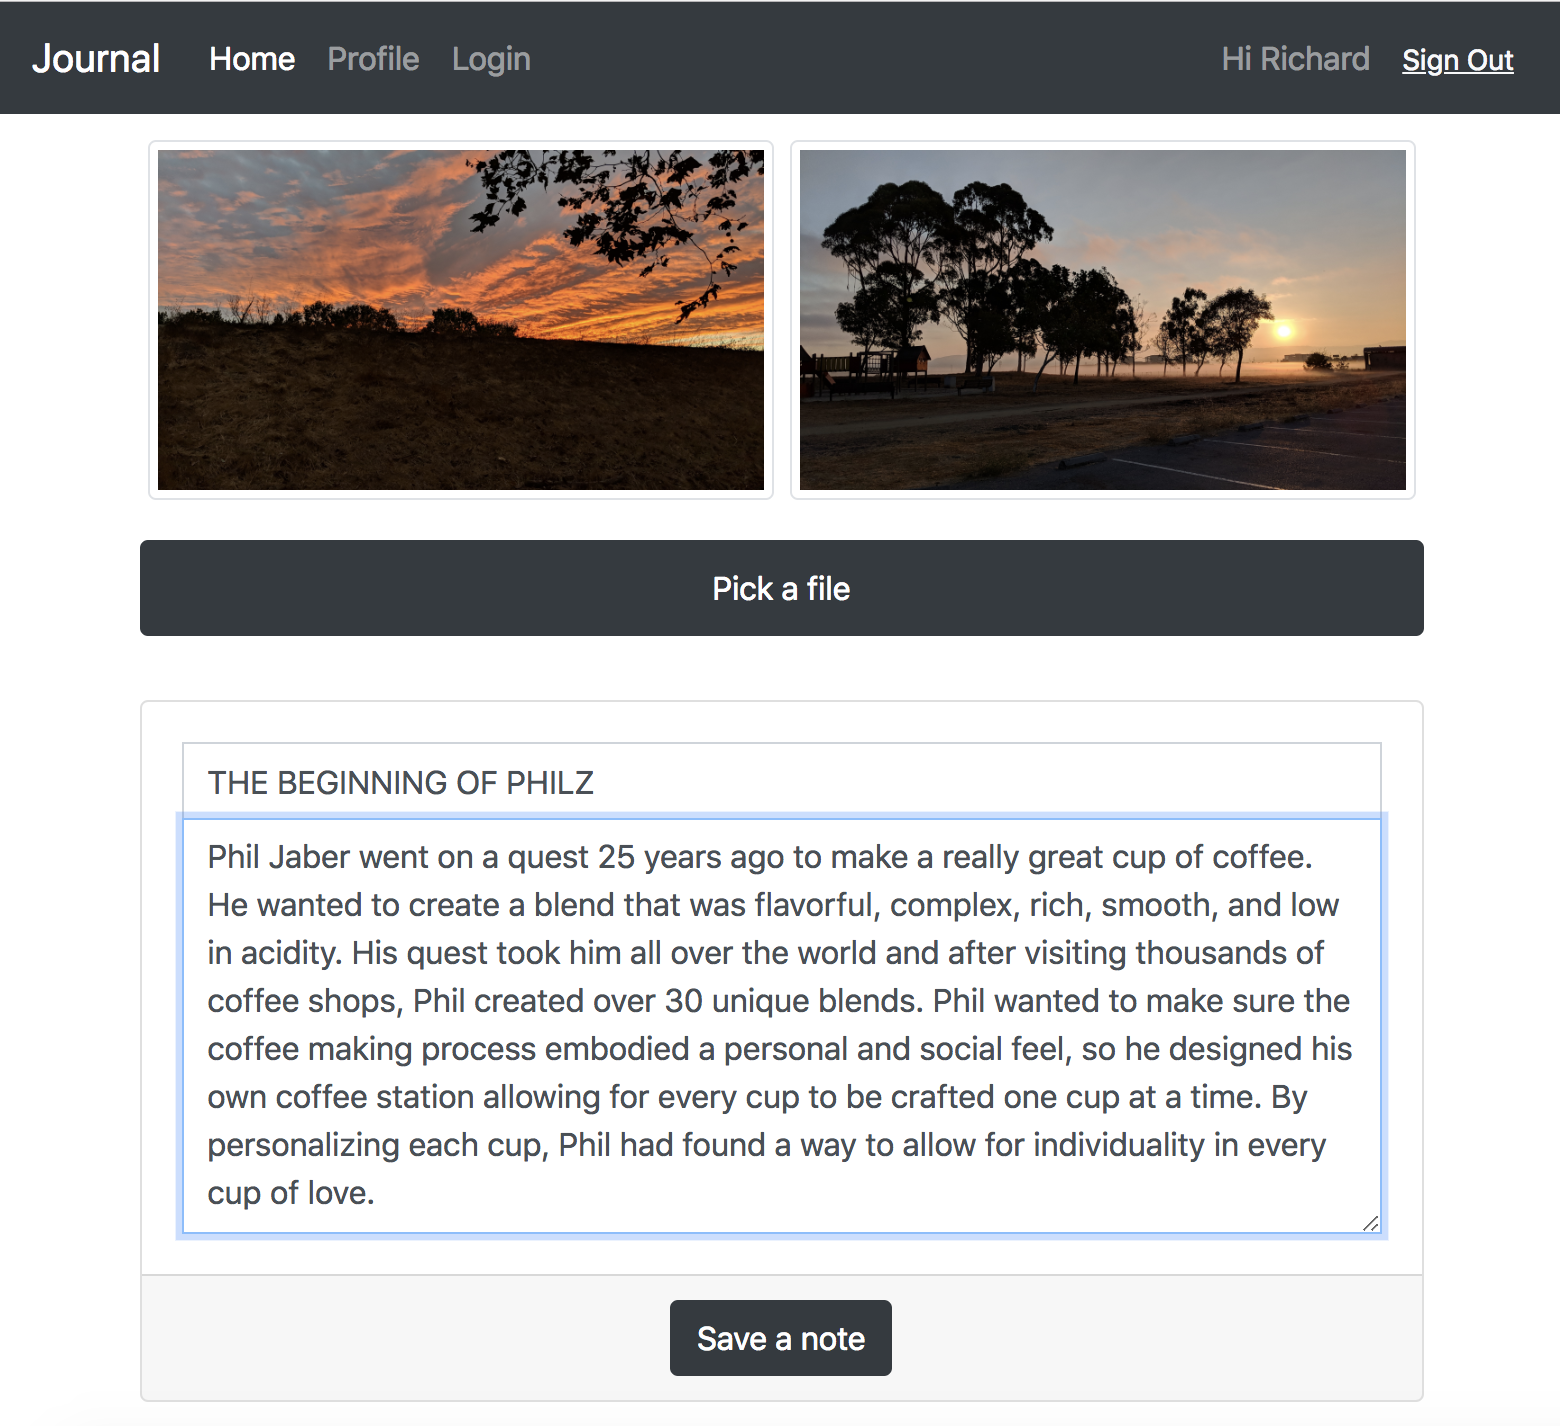 Journal Home Profile Login Hi Richard Sign Out
Pick a file
THE BEGINNING OF PHILZ
Phil Jaber went on a quest 25 years ago to make a really great cup of coffee.
He wanted to create a blend that was flavorful, complex, rich, smooth, and low
in acidity. His quest took him all over the world and after visiting thousands of
coffee shops, Phil created over 30 unique blends. Phil wanted to make sure the
coffee making process embodied a personal and social feel, so he designed his
own coffee station allowing for every cup to be crafted one cup at a time. By
personalizing each cup, Phil had found a way to allow for individuality in every
cup of love.
Save a note